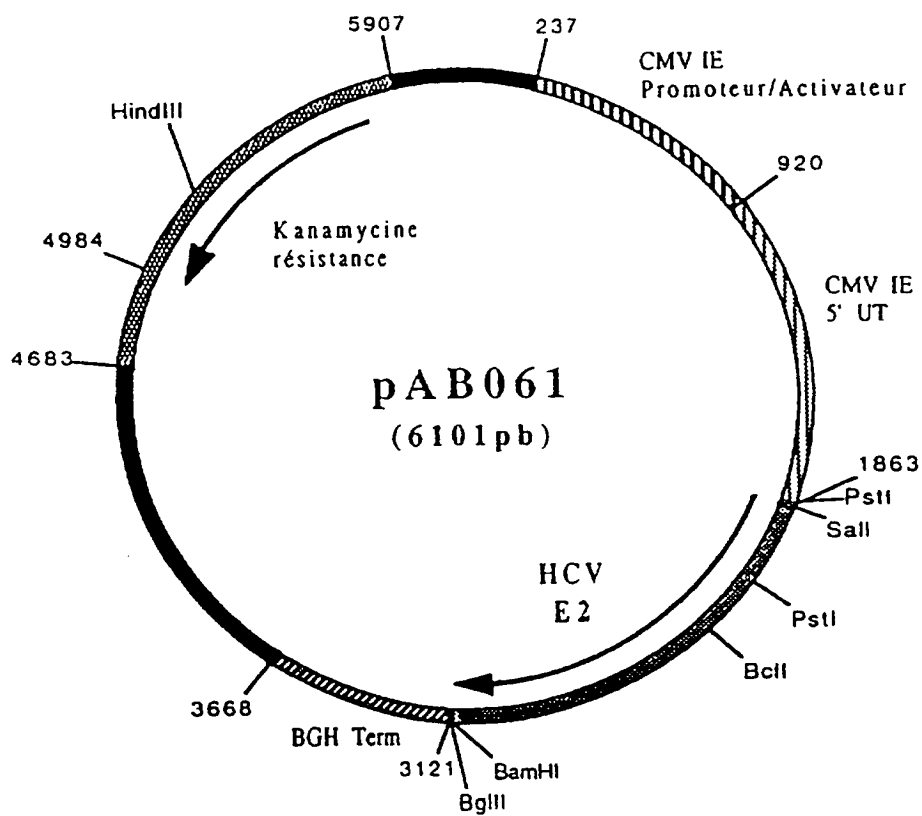 5907
237
CMV IE
Promoteur/Activateur
HindIII
920
Kanamycine
résistance
4984
CMV IE
5' UT
4683
pAB061
(6101pb)
1863
PstI
SalI
HCV
E2
PstI
BclI
3668
BGH Term
3121
BamHI
BglII